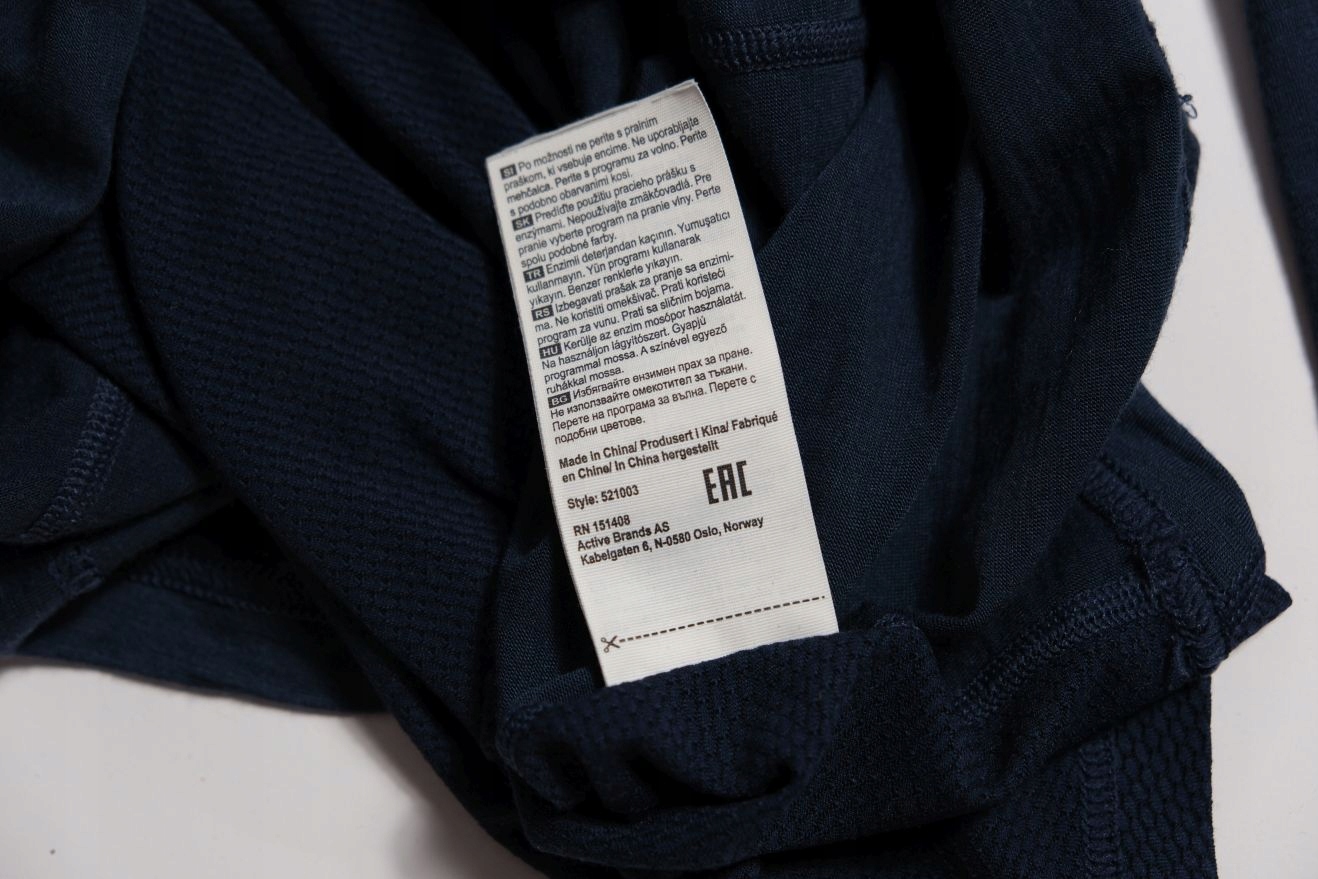 SI Po možnosti ne perite s pralnim
praškom, ki vsebuje encime. Ne uporabljajte
mehčalca. Perite s programu za volno. Perite
s podobno obarvanimi kosi.
SK Predíďte použitiu pracieho prášku s
enzýmami. Nepoužívajte zmäkčovadlá. Pre
pranie vyberte program na pranie vlny. Perte
spolu podobné farby.
TR Enzimli deterjandan kaçının. Yumuşatıcı
kullanmayın. Yün programı kullanarak
yıkayın. Benzer renklerle yıkayın.
RS Izbegavati prašak za pranje sa enzimi-
ma. Ne koristiti omekšivač. Prati koristeći
program za vunu. Prati sa sličnim bojama.
HU Kerülje az enzim mosópor használatát.
Na használjon lágyítószert. Gyapjú
programmal mossa. A színével egyező
ruhákkal mossa.
BG Избягвайте ензимен прах за пране.
Не използвайте омекотител за тъкани.
Перете на програма за вълна. Перете с
подобни цветове.
Made In China/ Produsert i Kina/ Fabriqué
en Chine/ In China hergestellt
Style: 521003
EAC
RN 151408
Active Brands AS
Kabelgaten 6, N-0580 Oslo, Norway